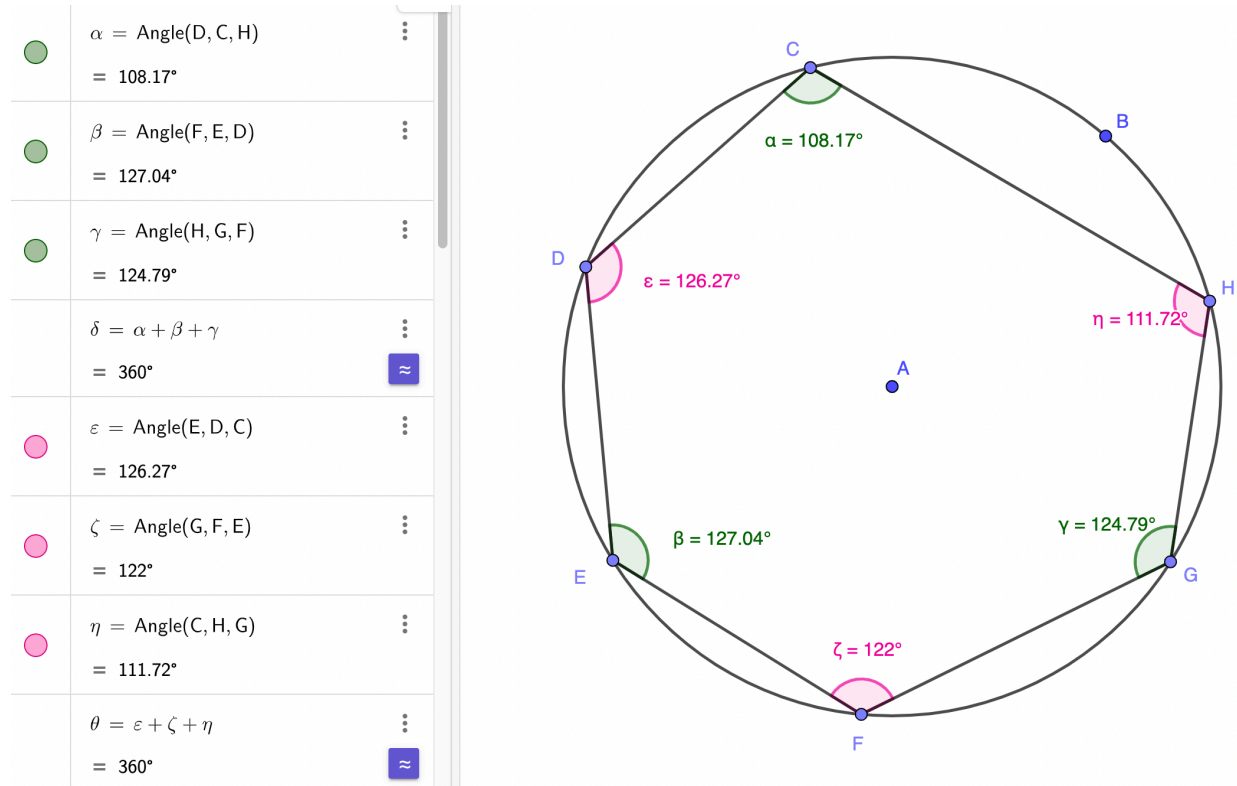 α = Angle(D, C, H)
= 108.17°
β = Angle(F, E, D)
= 127.04°
γ = Angle(H, G, F)
= 124.79°
δ = α + β + γ
= 360°
≈
ε = Angle(E, D, C)
= 126.27°
ζ = Angle(G, F, E)
= 122°
η = Angle(C, H, G)
= 111.72°
θ = ε + ζ + η
= 360°
≈
C
B
α = 108.17°
D
ε = 126.27°
H
η = 111.72°
A
γ = 124.79°
β = 127.04°
E
G
ζ = 122°
F